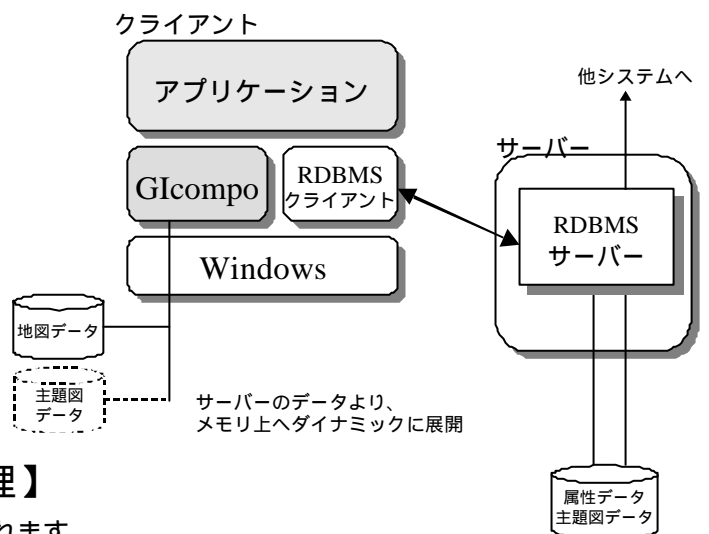 クライアント
アプリケーション
他システムへ
サーバー
GIcompo
RDBMS
クライアント
RDBMS
サーバー
Windows
地図データ
主題図
データ
サーバーのデータより、
メモリ上へダイナミックに展開
理】
れます
属性データ
主題図データ